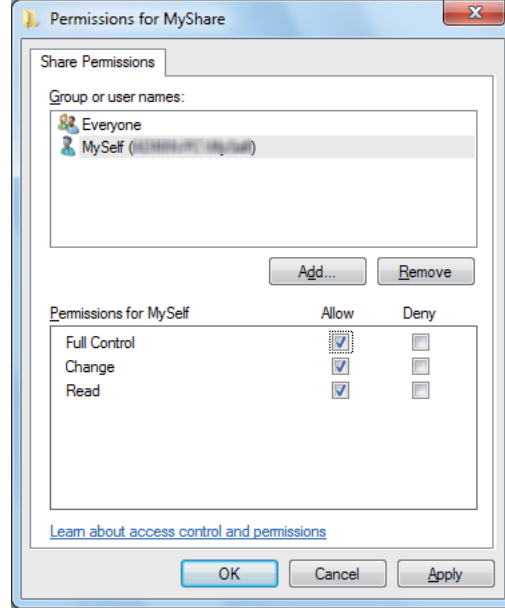 Permissions for MyShare
Share Permissions
Group or user names:
Everyone
MySelf ( )
Add... Remove
Permissions for MySelf Allow Deny
Full Control
Change
Read
Learn about access control and permissions
OK Cancel Apply